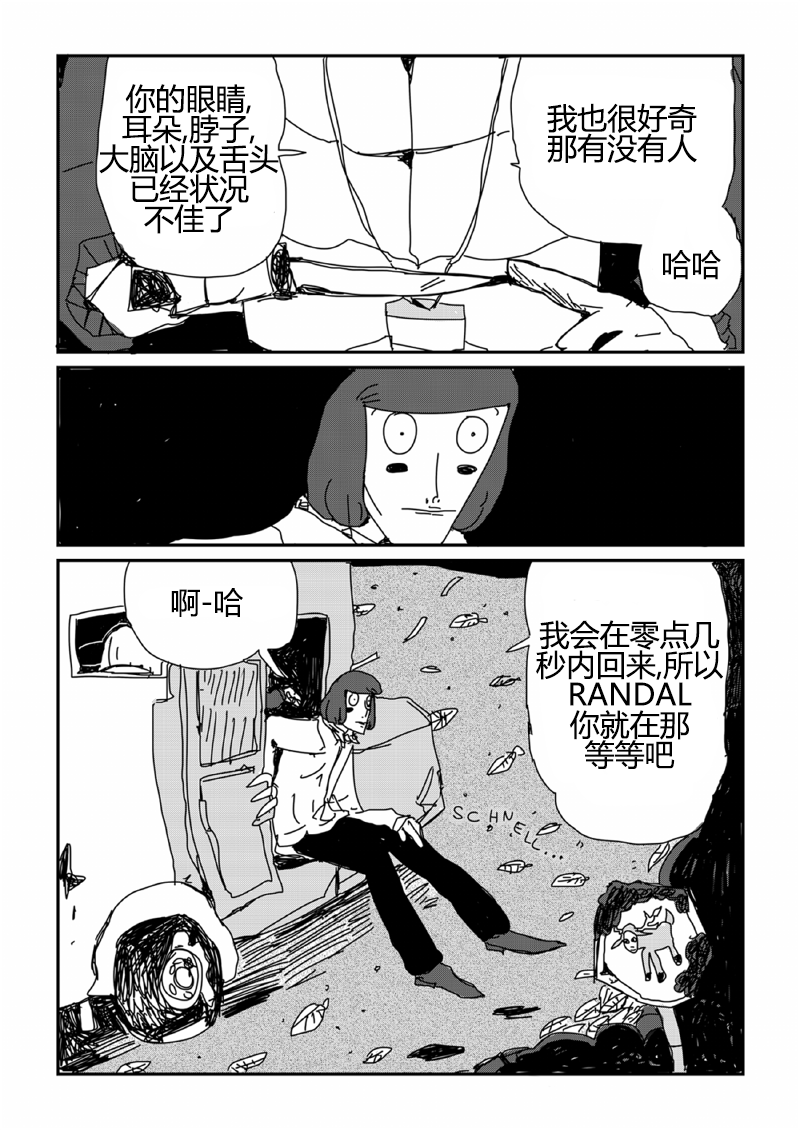 我也很好奇
那有没有人
哈哈
你的眼睛,
耳朵,脖子,
大脑以及舌头
已经状况
不佳了
我会在零点几
秒内回来,所以
RANDAL
你就在那
等等吧
啊-哈
SCHNELL...